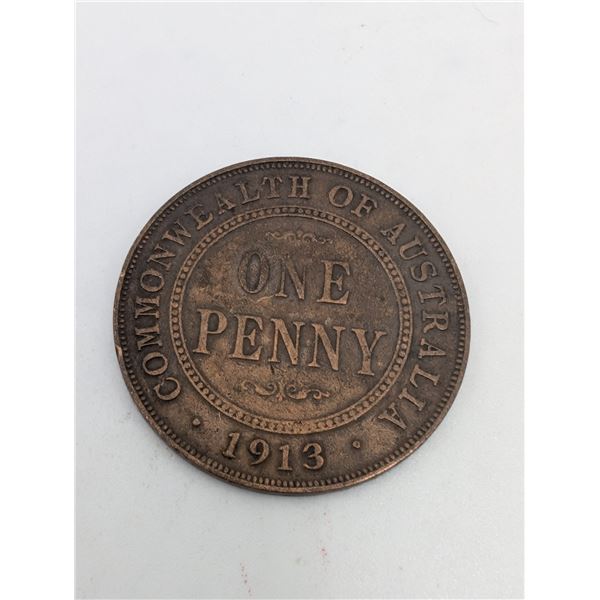 COMMONWEALTH OF AUSTRALIA
ONE
PENNY
· 1913 ·